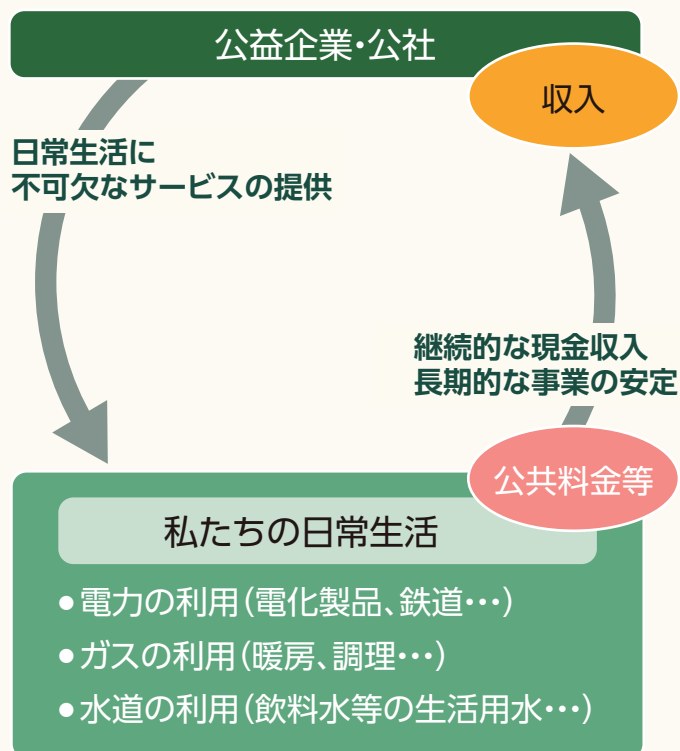 公益企業・公社
収入
日常生活に
不可欠なサービスの提供
継続的な現金収入
長期的な事業の安定
公共料金等
私たちの日常生活
●電力の利用（電化製品、鉄道・・・）
●ガスの利用（暖房、調理・・・）
●水道の利用（飲料水等の生活用水・・・）